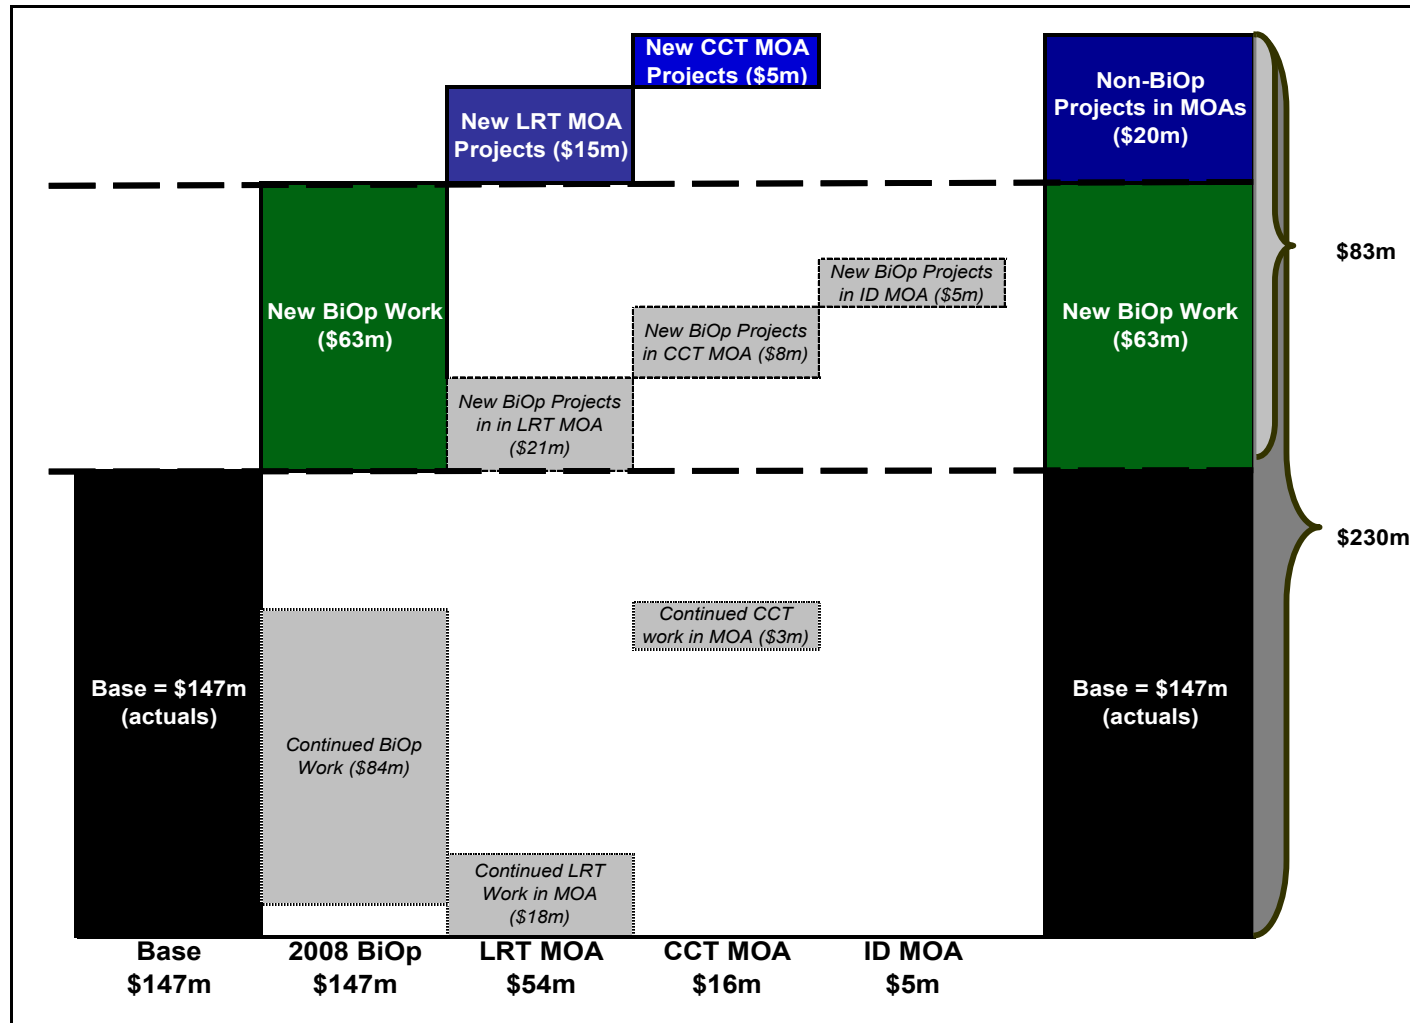 New CCT MOA
Projects ($5m)
New LRT MOA
Projects ($15m)
Non-BiOp
Projects in MOAs
($20m)
$83m
New BiOp Work
($63m)
New BiOp Projects
in ID MOA ($5m)
New BiOp Projects
in CCT MOA ($8m)
New BiOp Projects
in in LRT MOA
($21m)
New BiOp Work
($63m)
$230m
Base = $147m
(actuals)
Continued BiOp
Work ($84m)
Continued LRT
Work in MOA
($18m)
Continued CCT
work in MOA ($3m)
Base = $147m
(actuals)
Base
$147m
2008 BiOp
$147m
LRT MOA
$54m
CCT MOA
$16m
ID MOA
$5m